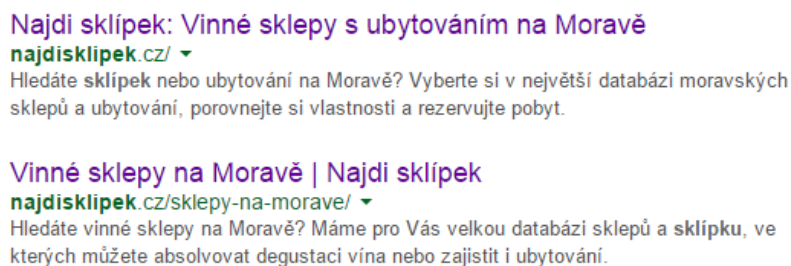 Najdi sklípek: Vinné sklepy s ubytováním na Moravě
najdisklipek.cz/
Hledáte sklípek nebo ubytování na Moravě? Vyberte si v největší databázi moravských
sklepů a ubytování, porovnejte si vlastnosti a rezervujte pobyt.
Vinné sklepy na Moravě | Najdi sklípek
najdisklipek.cz/sklepy-na-morave/
Hledáte vinné sklepy na Moravě? Máme pro Vás velkou databázi sklepů a sklípku, ve
kterých můžete absolvovat degustaci vína nebo zajistit i ubytování.